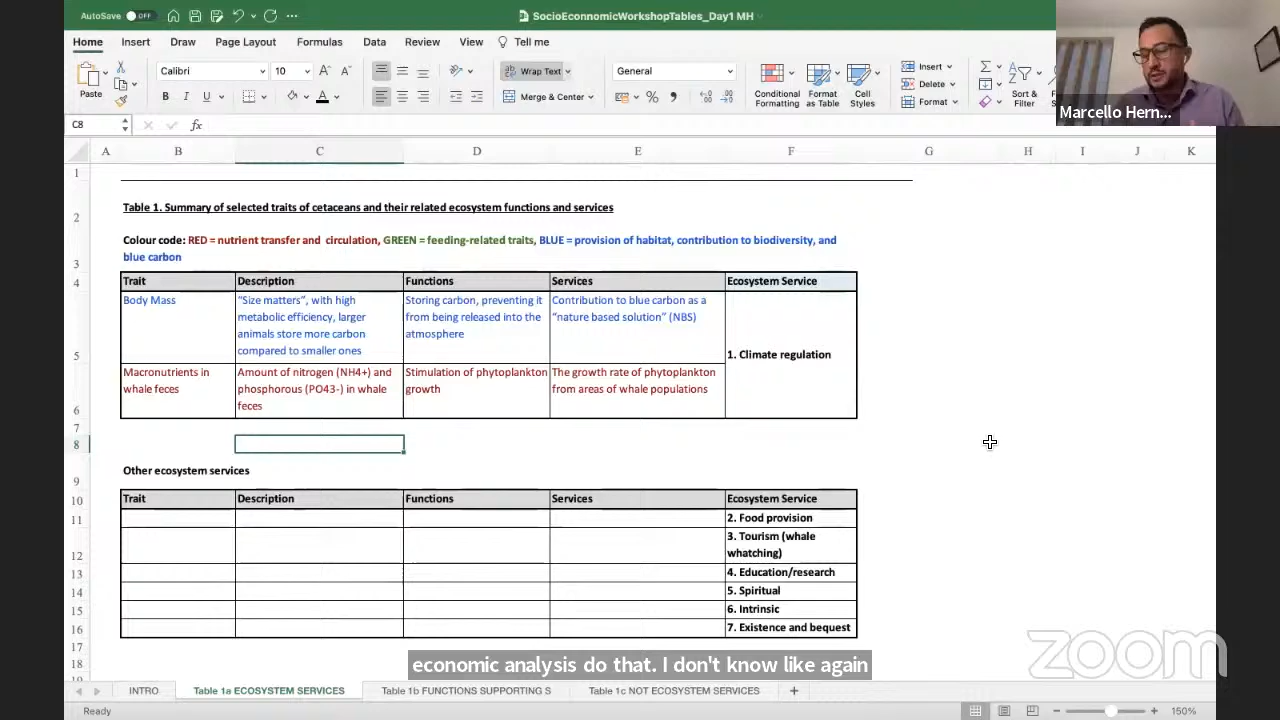 AutoSave OFF
SocioEconnomicWorkshopTables_Day1 MH
Home Insert Draw Page Layout Formulas Data Review View Tell me
Paste
Calibri 10
B I U
Wrap Text
Merge & Center
General
Conditional Formatting
Format as Table
Cell Styles
Insert
Delete
Format
Sort & Filter
Marcello Hern...
C8 fx
A B C D E F G H I J K
1
Table 1. Summary of selected traits of cetaceans and their related ecosystem functions and services
2
Colour code: RED = nutrient transfer and circulation, GREEN = feeding-related traits, BLUE = provision of habitat, contribution to biodiversity, and
3 blue carbon
4 Trait Description Functions Services Ecosystem Service
Body Mass "Size matters", with high Storing carbon, preventing it Contribution to blue carbon as a
metabolic efficiency, larger from being released into the "nature based solution" (NBS)
animals store more carbon atmosphere
5 compared to smaller ones 1. Climate regulation
Macronutrients in Amount of nitrogen (NH4+) and Stimulation of phytoplankton The growth rate of phytoplankton
whale feces phosphorous (PO43-) in whale growth from areas of whale populations
6 feces
7
8
9 Other ecosystem services
10 Trait Description Functions Services Ecosystem Service
11 2. Food provision
3. Tourism (whale
12 whatching)
13 4. Education/research
14 5. Spiritual
15 6. Intrinsic
16 7. Existence and bequest
17
18
zoom
economic analysis do that. I don't know like again
INTRO Table 1a ECOSYSTEM SERVICES Table 1b FUNCTIONS SUPPORTING S Table 1c NOT ECOSYSTEM SERVICES
Ready 150%